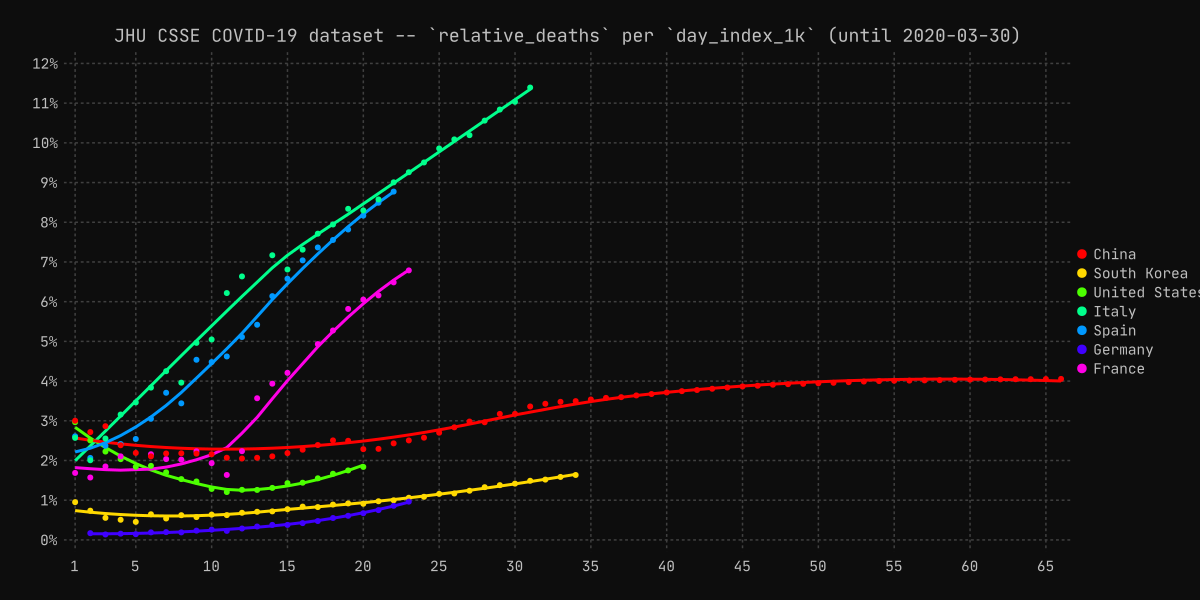 JHU CSSE COVID-19 dataset -- `relative_deaths` per `day_index_1k` (until 2020-03-30)
12%
11%
10%
9%
8%
7%
6%
5%
4%
3%
2%
1%
0%
1 5 10 15 20 25 30 35 40 45 50 55 60 65
China
South Korea
United States
Italy
Spain
Germany
France